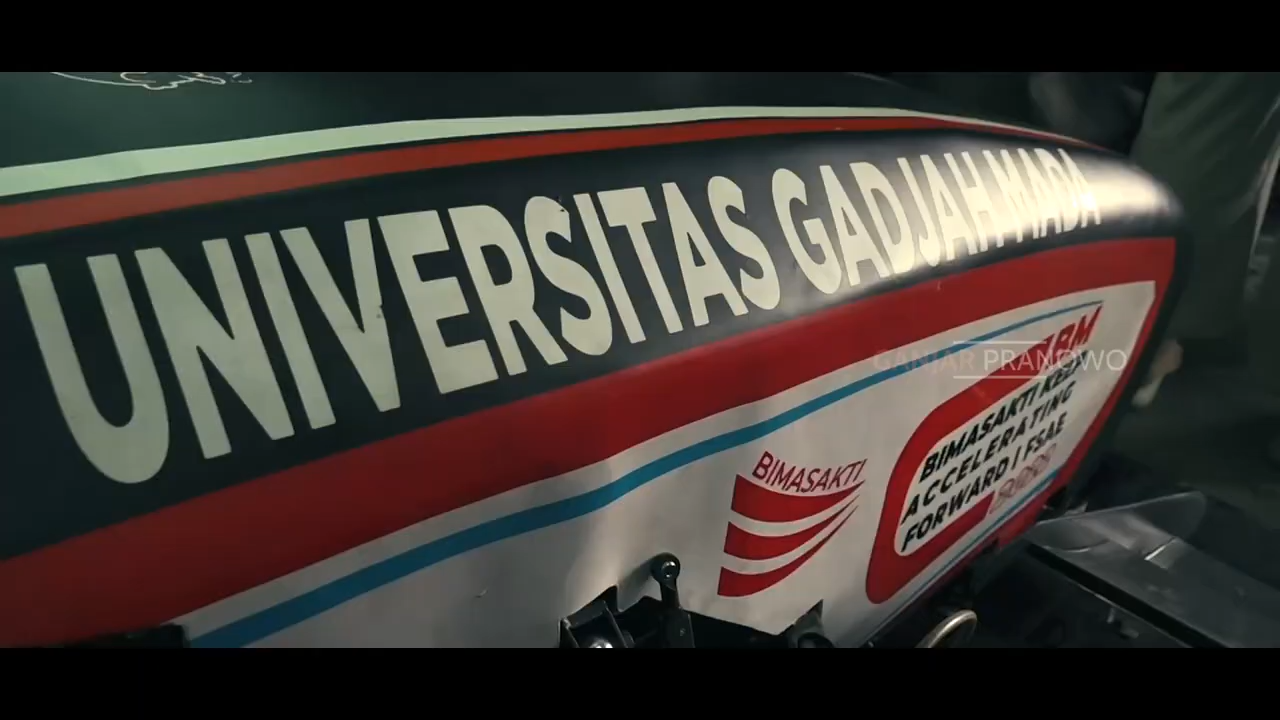 UNIVERSITAS GADJAH MADA
GANJAR PRANOWO
BIMASAKTI
BIMASAKTI
ACCELERATING
FORWARD | FSAE